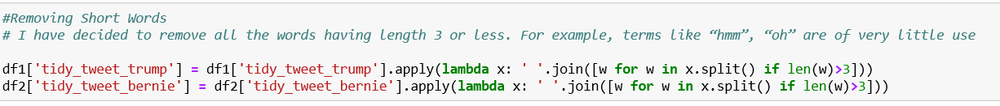 #Removing Short Words
# I have decided to remove all the words having length 3 or less. For example, terms like “hmm”, “oh” are of very little use
df1['tidy_tweet_trump'] = df1['tidy_tweet_trump'].apply(lambda x: ' '.join([w for w in x.split() if len(w)>3]))
df2['tidy_tweet_bernie'] = df2['tidy_tweet_bernie'].apply(lambda x: ' '.join([w for w in x.split() if len(w)>3]))